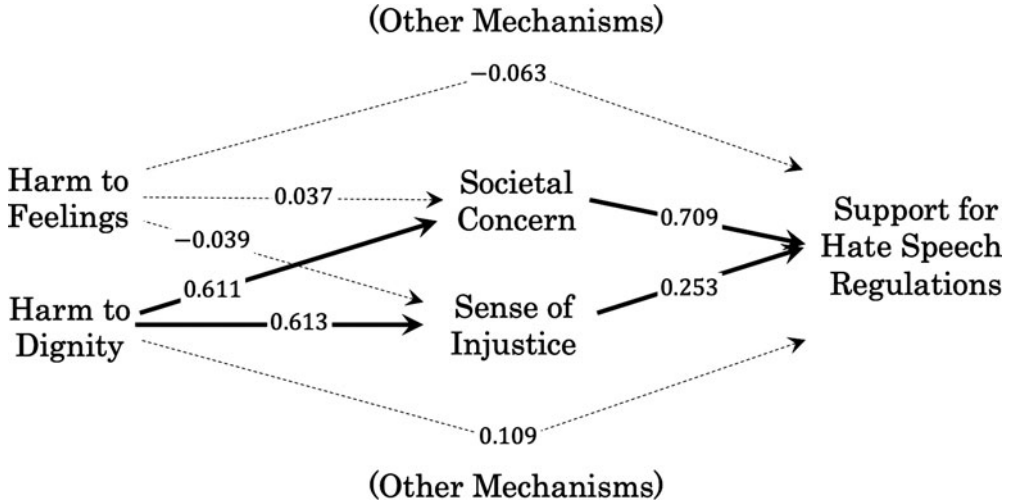 (Other Mechanisms)
−0.063
Harm to
Feelings
0.037
Societal
Concern
0.709
Support for
Hate Speech
Regulations
−0.039
0.611
0.253
Harm to
Dignity
0.613
Sense of
Injustice
0.109
(Other Mechanisms)